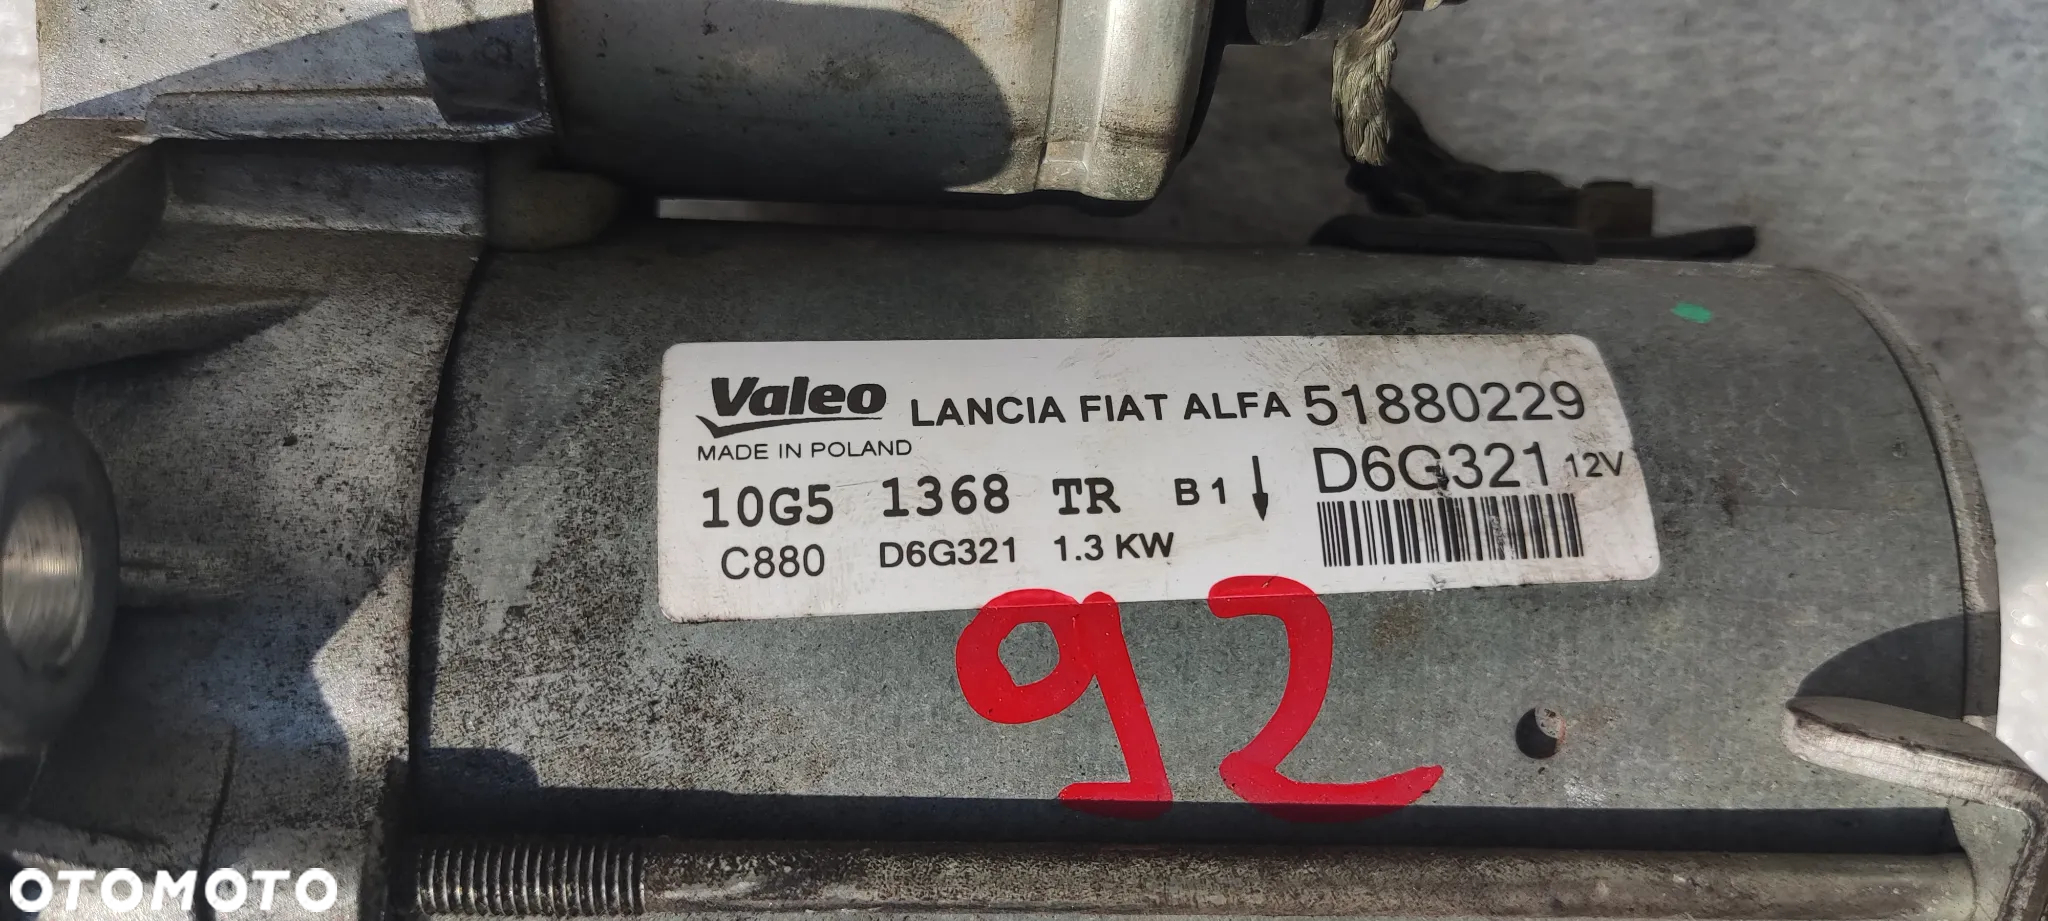 Valeo LANCIA FIAT ALFA 51880229
MADE IN POLAND
D6G321 12V
10G5 1368 TR B1
C880 D6G321 1.3 KW
92
OTOMOTO